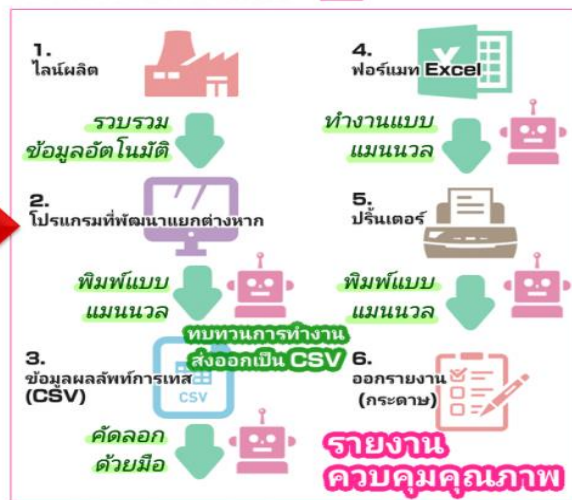 1.
ไลน์ผลิต
รวบรวม
ข้อมูลอัตโนมัติ
2.
โปรแกรมที่พัฒนาแยกต่างหาก
พิมพ์แบบ
แมนนวล
ทบทวนการทำงาน
ส่งออกเป็น CSV
3.
ข้อมูลผลลัพท์การเทส
(CSV)
CSV
คัดลอก
ด้วยมือ
4.
ฟอร์แมท Excel
ทำงานแบบ
แมนนวล
5.
ปริ้นเตอร์
พิมพ์แบบ
แมนนวล
6.
ออกรายงาน
(กระดาษ)
รายงาน
ควบคุมคุณภาพ